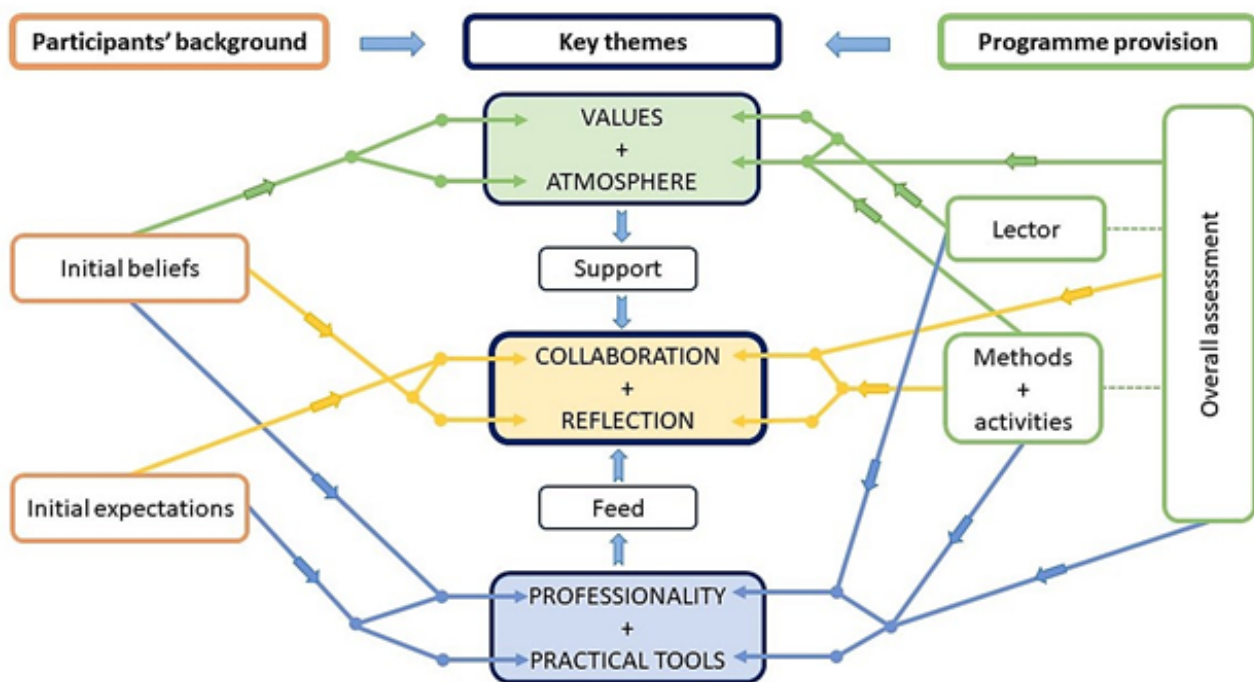 Participants' background
Key themes
Programme provision
VALUES
+
ATMOSPHERE
Lector
Initial beliefs
Support
Overall assessment
COLLABORATION
+
REFLECTION
Methods
+
activities
Initial expectations
Feed
PROFESSIONALITY
+
PRACTICAL TOOLS